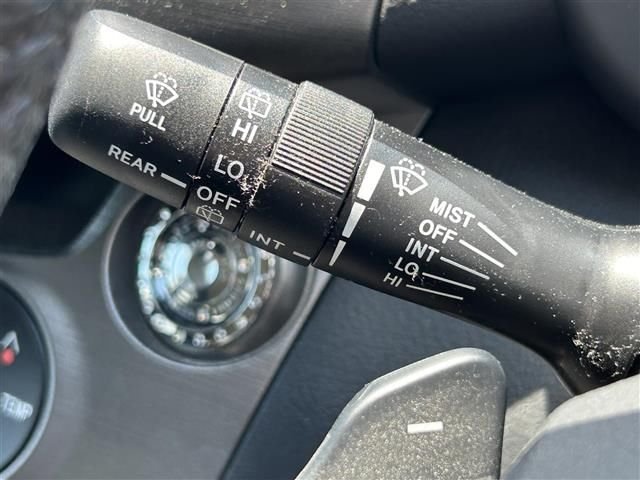 PULL
REAR
HI
LO
OFF
INT
MIST
OFF
INT
LO
HI
TEMP